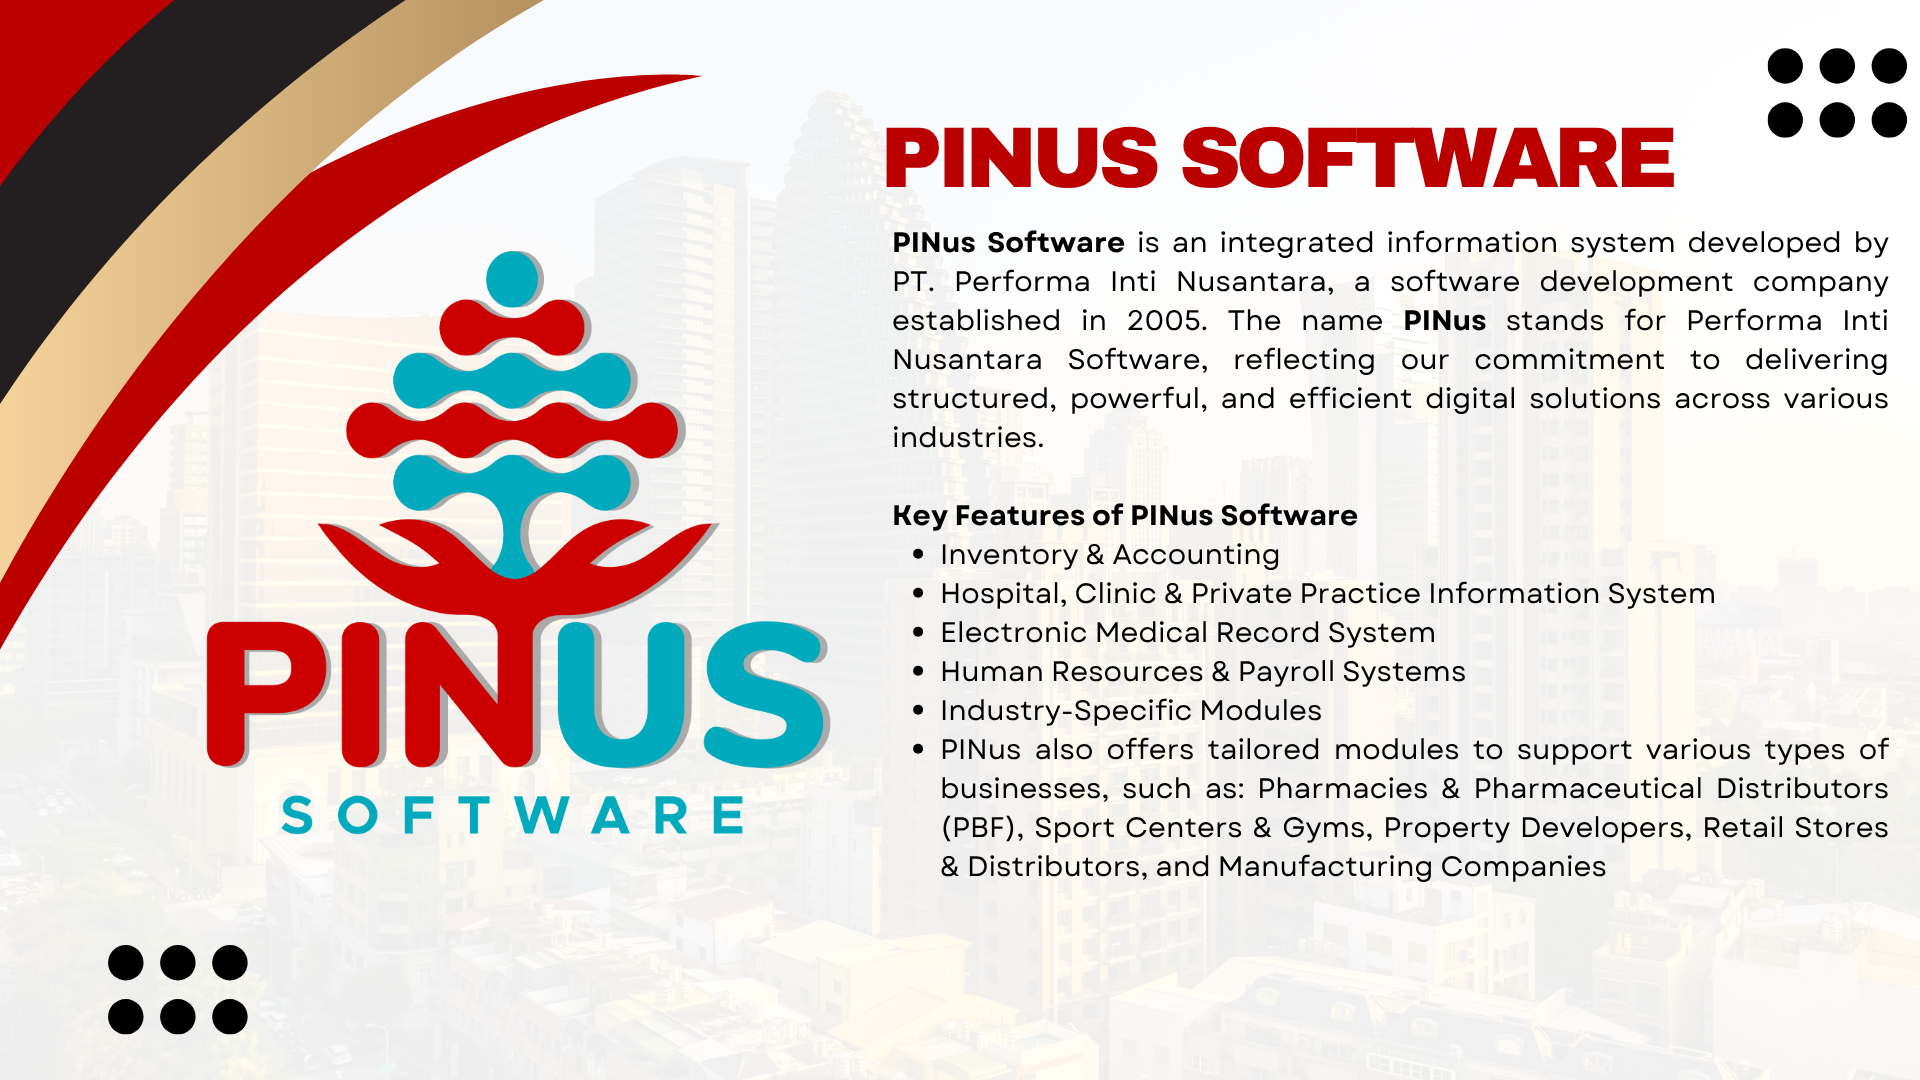 PINUS SOFTWARE
PINus Software is an integrated information system developed by
PT. Performa Inti Nusantara, a software development company
established in 2005. The name PINus stands for Performa Inti
Nusantara Software, reflecting our commitment to delivering
structured, powerful, and efficient digital solutions across various
industries.
Key Features of PINus Software
• Inventory & Accounting
• Hospital, Clinic & Private Practice Information System
• Electronic Medical Record System
• Human Resources & Payroll Systems
• Industry-Specific Modules
• PINus also offers tailored modules to support various types of
businesses, such as: Pharmacies & Pharmaceutical Distributors
(PBF), Sport Centers & Gyms, Property Developers, Retail Stores
& Distributors, and Manufacturing Companies
PINUS
SOFTWARE